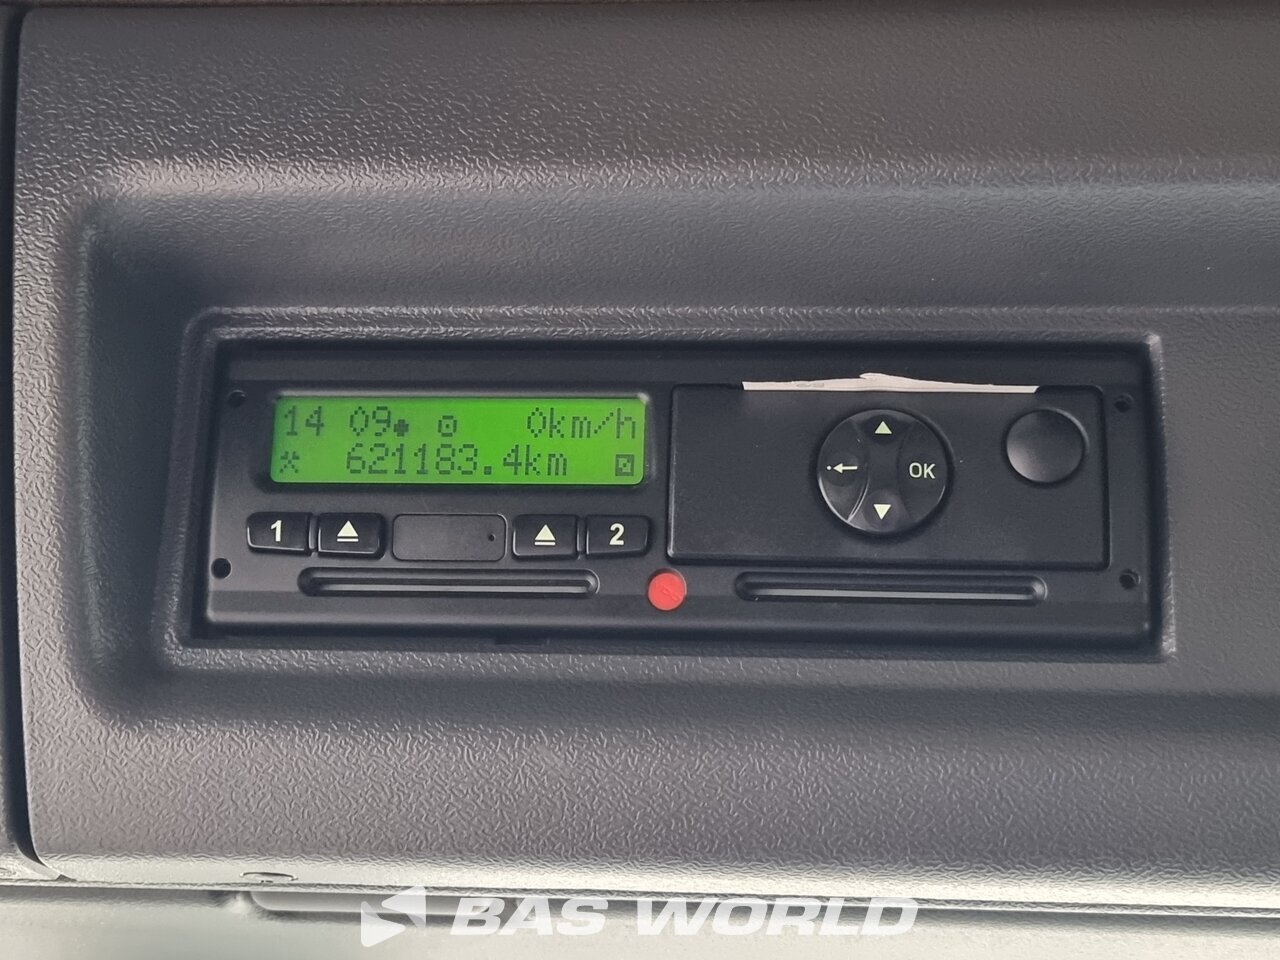 14 09● ⊙ 0km/h
621183.4km
1 2
OK
BAS WORLD